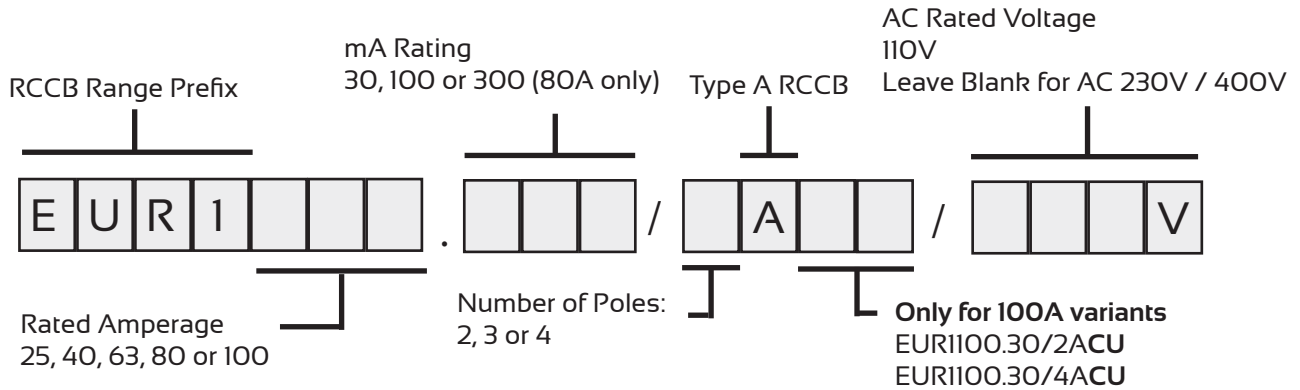 AC Rated Voltage
110V
Leave Blank for AC 230V / 400V
mA Rating
30, 100 or 300 (80A only)
Type A RCCB
RCCB Range Prefix
E U R 1 . / A / V
Rated Amperage
25, 40, 63, 80 or 100
Number of Poles:
2, 3 or 4
Only for 100A variants
EUR1100.30/2ACU
EUR1100.30/4ACU